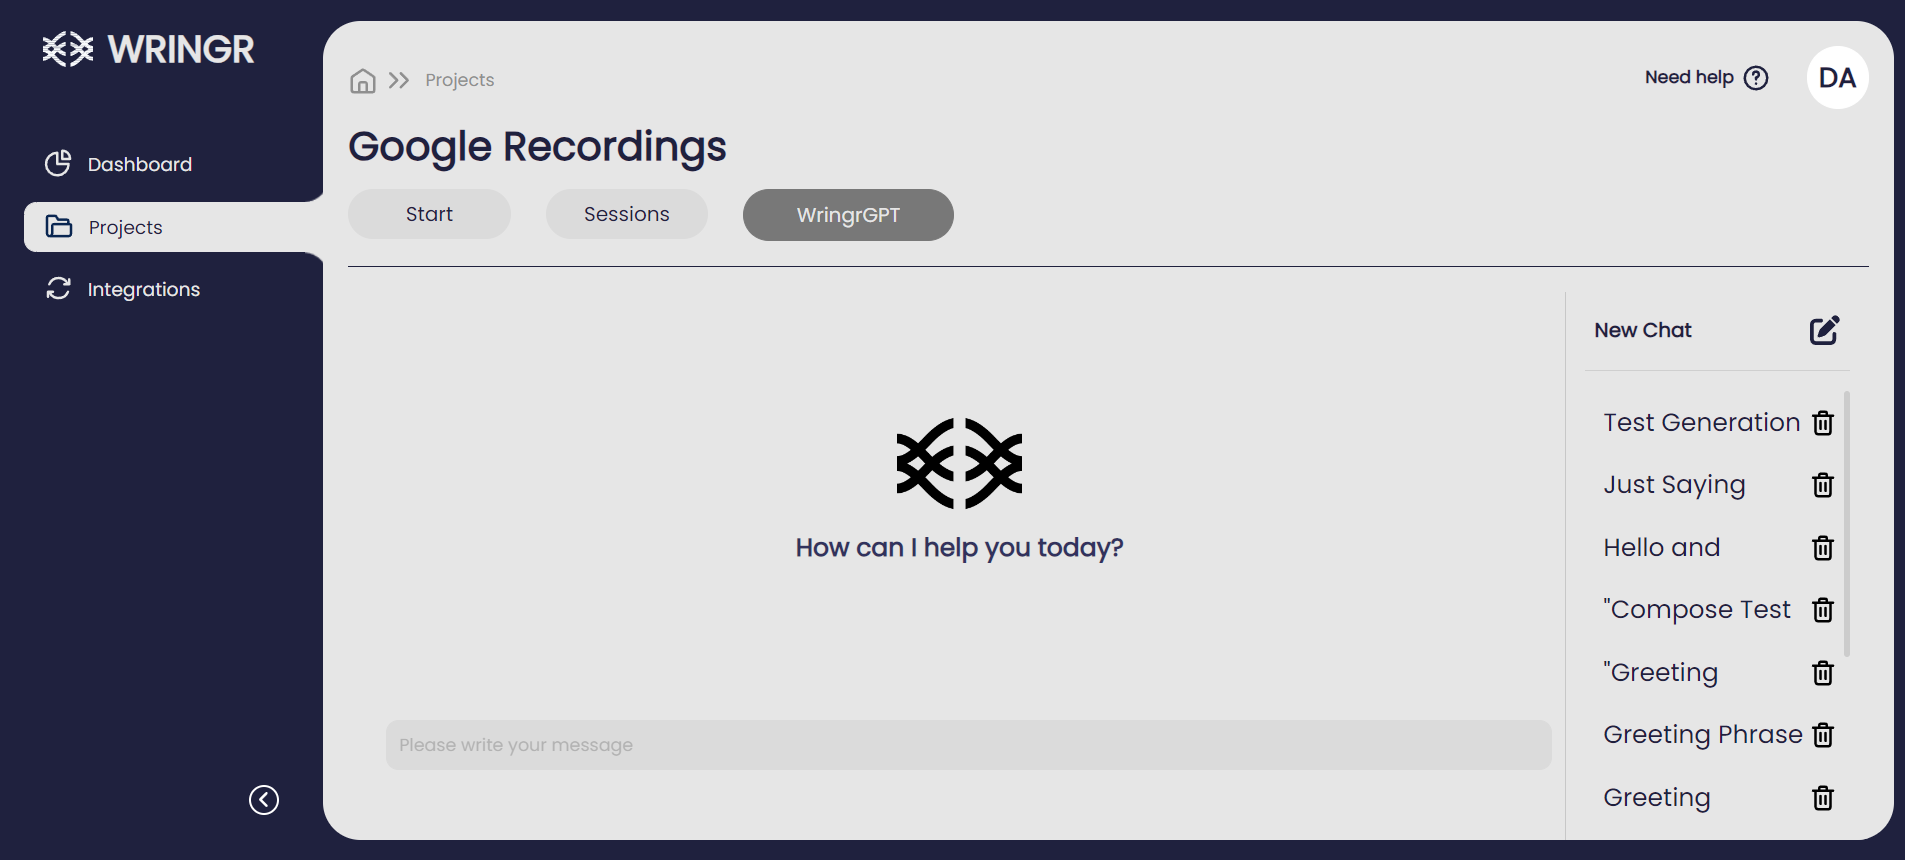 WRINGR
Dashboard
Projects
Integrations
Projects
Need help
DA
Google Recordings
Start
Sessions
WringrGPT
How can I help you today?
Please write your message
New Chat
Test Generation
Just Saying
Hello and
"Compose Test
"Greeting
Greeting Phrase
Greeting